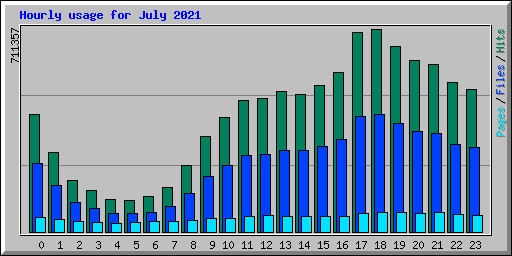 Hourly usage for July 2021
711357
Pages/Files/Hits
0 1 2 3 4 5 6 7 8 9 10 11 12 13 14 15 16 17 18 19 20 21 22 23